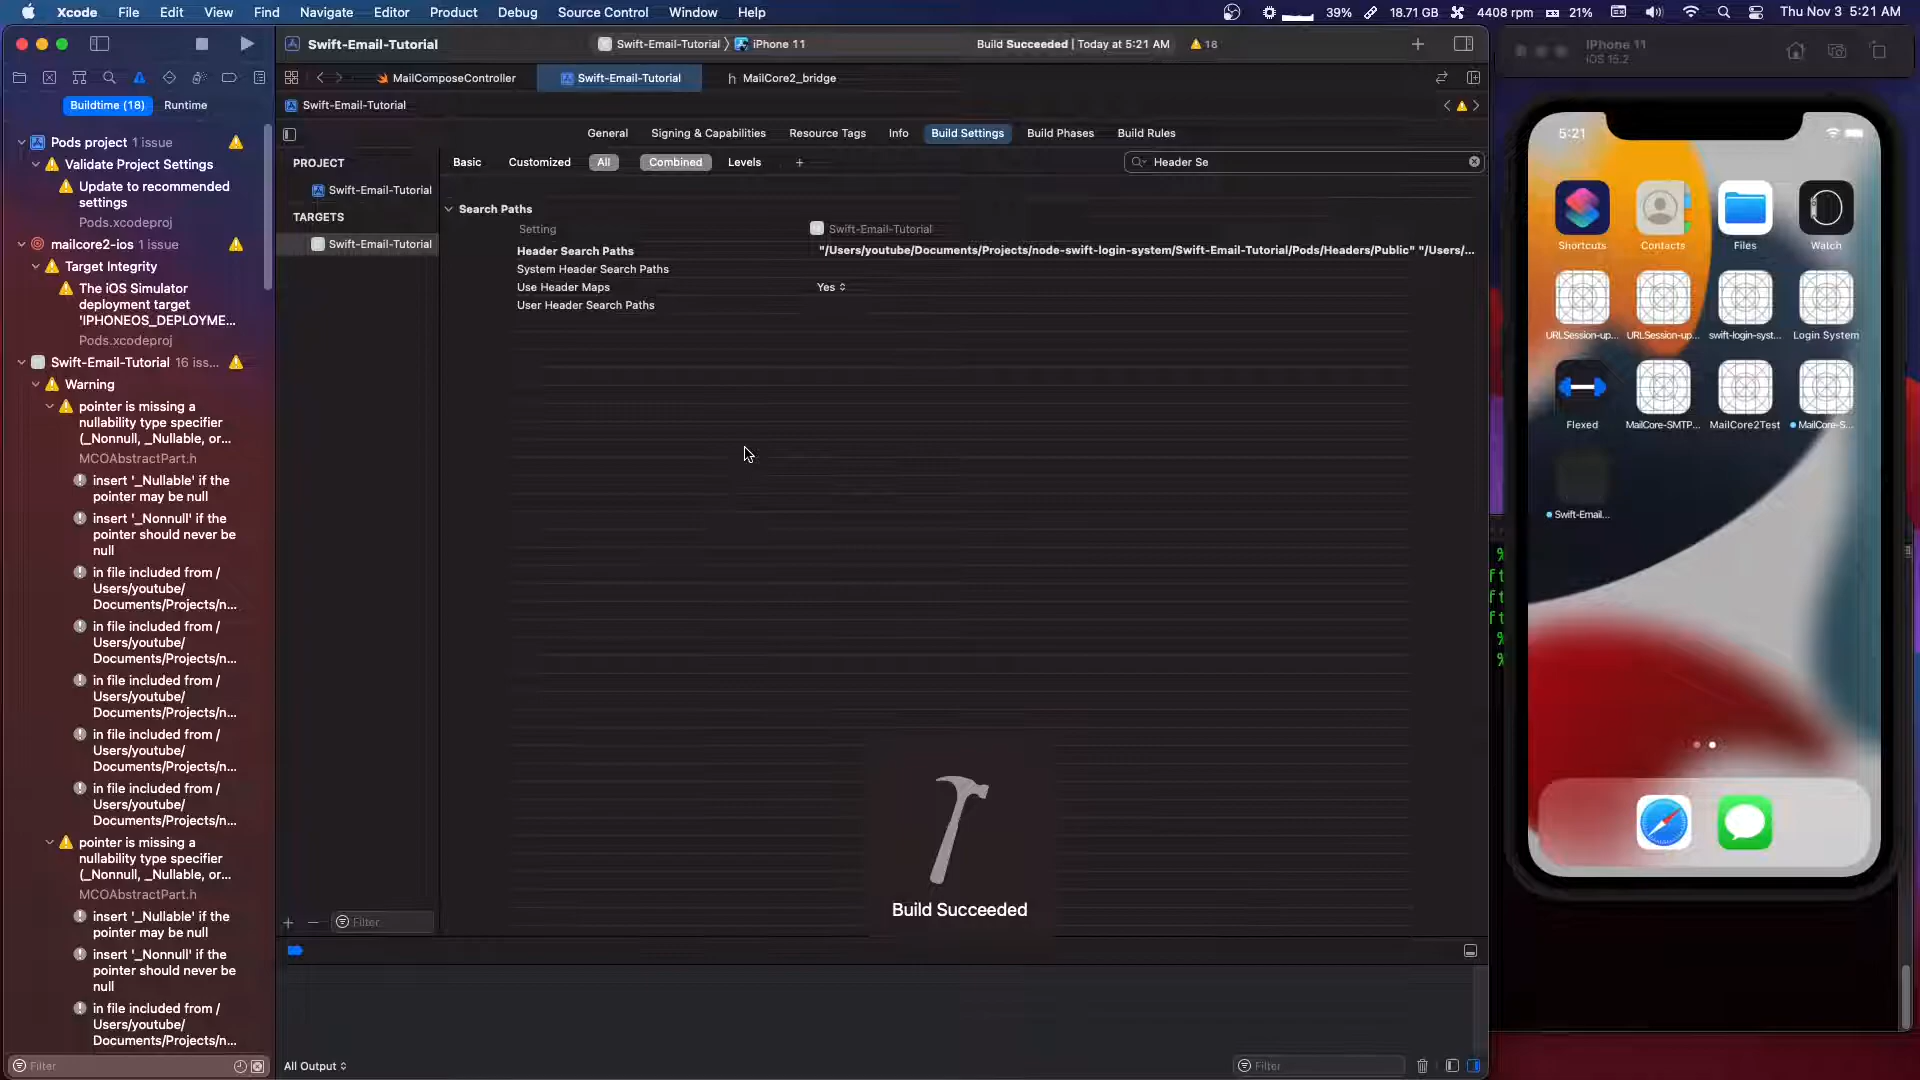 Xcode File Edit View Find Navigate Editor Product Debug Source Control Window Help
39% 18.71 GB 4408 rpm 21% Thu Nov 3 5:21 AM
Swift-Email-Tutorial
Swift-Email-Tutorial 〉 iPhone 11
Build Succeeded | Today at 5:21 AM
18
MailComposeController
Swift-Email-Tutorial
h MailCore2_bridge
Swift-Email-Tutorial
Buildtime (18)
Runtime
Pods project 1 issue
Validate Project Settings
Update to recommended
settings
Pods.xcodeproj
mailcore2-ios 1 issue
Target Integrity
The iOS Simulator
deployment target
'IPHONEOS_DEPLOYME...
Pods.xcodeproj
Swift-Email-Tutorial 16 iss...
Warning
pointer is missing a
nullability type specifier
(_Nonnull, _Nullable, or...
MCOAbstractPart.h
insert '_Nullable' if the
pointer may be null
insert '_Nonnull' if the
pointer should never be
null
in file included from /
Users/youtube/
Documents/Projects/n...
in file included from /
Users/youtube/
Documents/Projects/n...
in file included from /
Users/youtube/
Documents/Projects/n...
in file included from /
Users/youtube/
Documents/Projects/n...
in file included from /
Users/youtube/
Documents/Projects/n...
pointer is missing a
nullability type specifier
(_Nonnull, _Nullable, or...
MCOAbstractPart.h
insert '_Nullable' if the
pointer may be null
insert '_Nonnull' if the
pointer should never be
null
in file included from /
Users/youtube/
Documents/Projects/n...
Filter
General Signing & Capabilities Resource Tags Info Build Settings Build Phases Build Rules
PROJECT
Swift-Email-Tutorial
TARGETS
Swift-Email-Tutorial
Filter
Basic Customized All Combined Levels +
Header Se
Search Paths
Setting
Swift-Email-Tutorial
Header Search Paths
"/Users/youtube/Documents/Projects/node-swift-login-system/Swift-Email-Tutorial/Pods/Headers/Public" "/Users/...
System Header Search Paths
Use Header Maps
Yes
User Header Search Paths
Build Succeeded
All Output
Filter
iPhone 11
iOS 15.2
5:21
Shortcuts
Contacts
Files
Watch
URLSession-up...
URLSession-up...
swift-login-syst...
Login System
Flexed
MailCore-SMTP...
MailCore2Test
MailCore-S...
Swift-Email...
%
ft
ft
ft
%
%